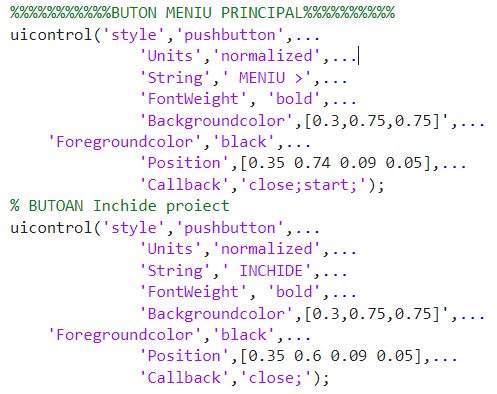 %%%%%%%%%%%BUTON MENIU PRINCIPAL%%%%%%%%%%
uicontrol('style','pushbutton',...
'Units','normalized',...
'String',' MENIU >',...
'FontWeight', 'bold',...
'Backgroundcolor',[0.3,0.75,0.75]',...
'Foregroundcolor','black',...
'Position',[0.35 0.74 0.09 0.05],...
'Callback','close;start;');
% BUTOAN Inchide proiect
uicontrol('style','pushbutton',...
'Units','normalized',...
'String',' INCHIDE',...
'FontWeight', 'bold',...
'Backgroundcolor',[0.3,0.75,0.75]',...
'Foregroundcolor','black',...
'Position',[0.35 0.6 0.09 0.05],...
'Callback','close;');